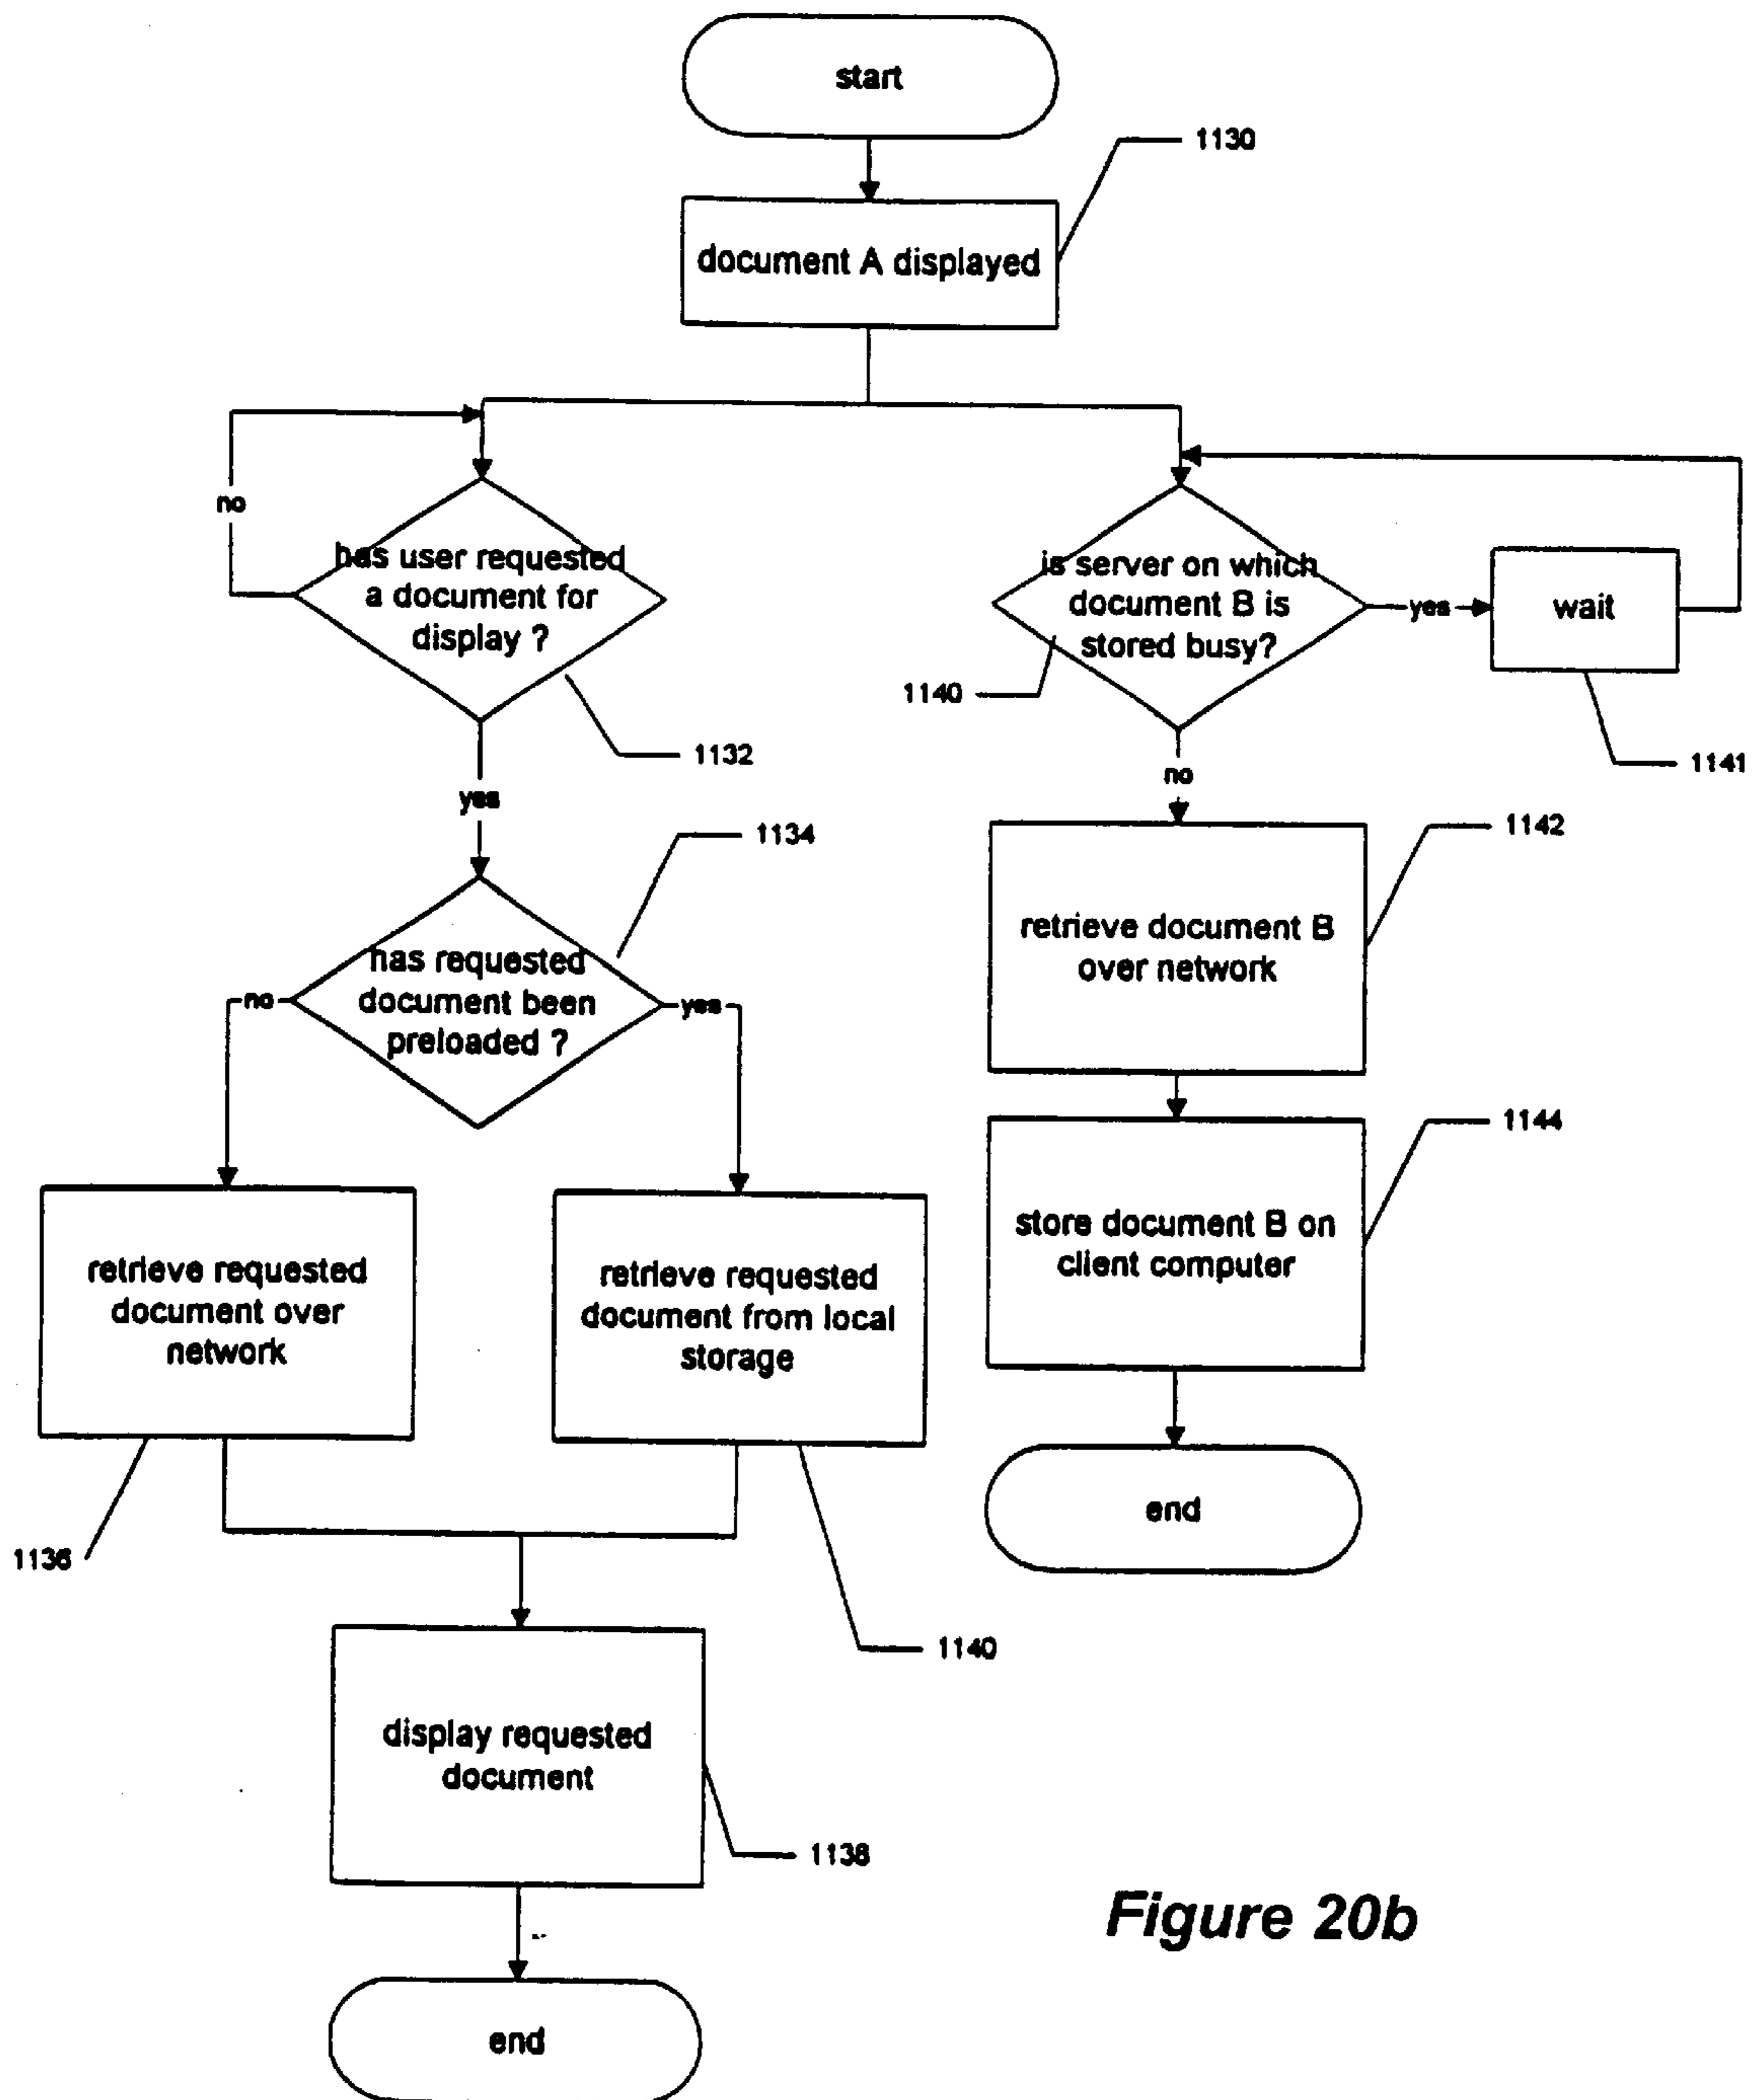 start
1130
document A displayed
no
has user requested
a document for
display ?
1132
is server on which
document B is
stored busy?
yes
wait
1140
1141
no
yes
1134
has requested
document been
preloaded ?
no
yes
1142
retrieve document B
over network
1144
store document B on
client computer
retrieve requested
document over
network
retrieve requested
document from local
storage
end
1136
1140
display requested
document
1138
Figure 20b
end